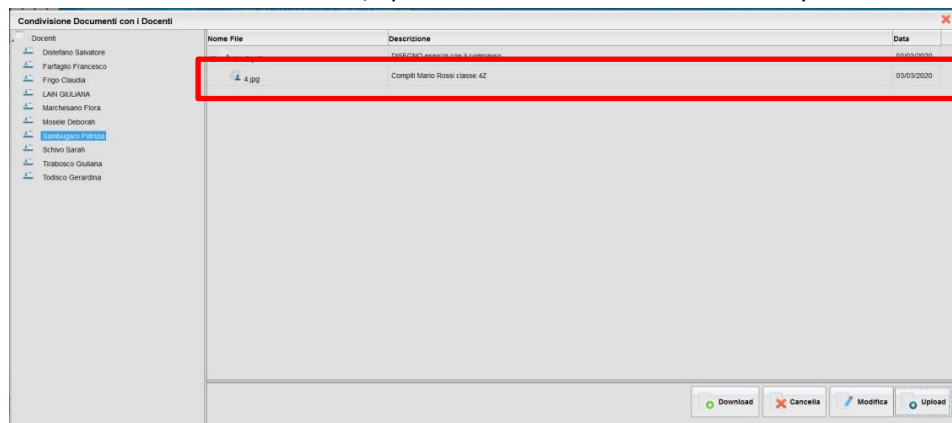 Condivisione Documenti con i Docenti
Docenti
Distefano Salvatore
Farfaglio Francesco
Frigo Claudia
LAIN GIULIANA
Marchesano Flora
Mosele Deborah
Sambugaro Patrizia
Schivo Sarah
Tirabosco Giuliana
Todisco Gerardina
Nome File Descrizione Data
DISEGNO esercizi con il compasso 03/03/2020
4.jpg Compiti Mario Rossi classe 4Z 03/03/2020
Download Cancella Modifica Upload